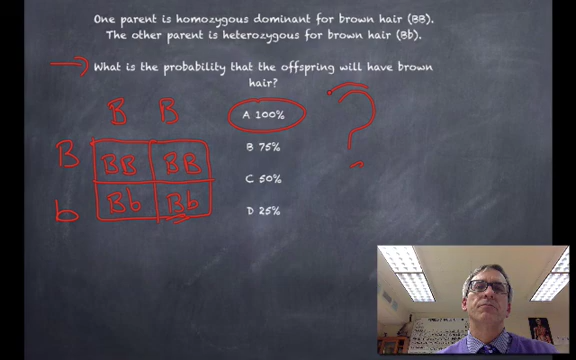 One parent is homozygous dominant for brown hair (BB).
The other parent is heterozygous for brown hair (Bb).
What is the probability that the offspring will have brown
hair?
B B
A 100%
?
B BB BB
B 75%
b Bb Bb
C 50%
D 25%